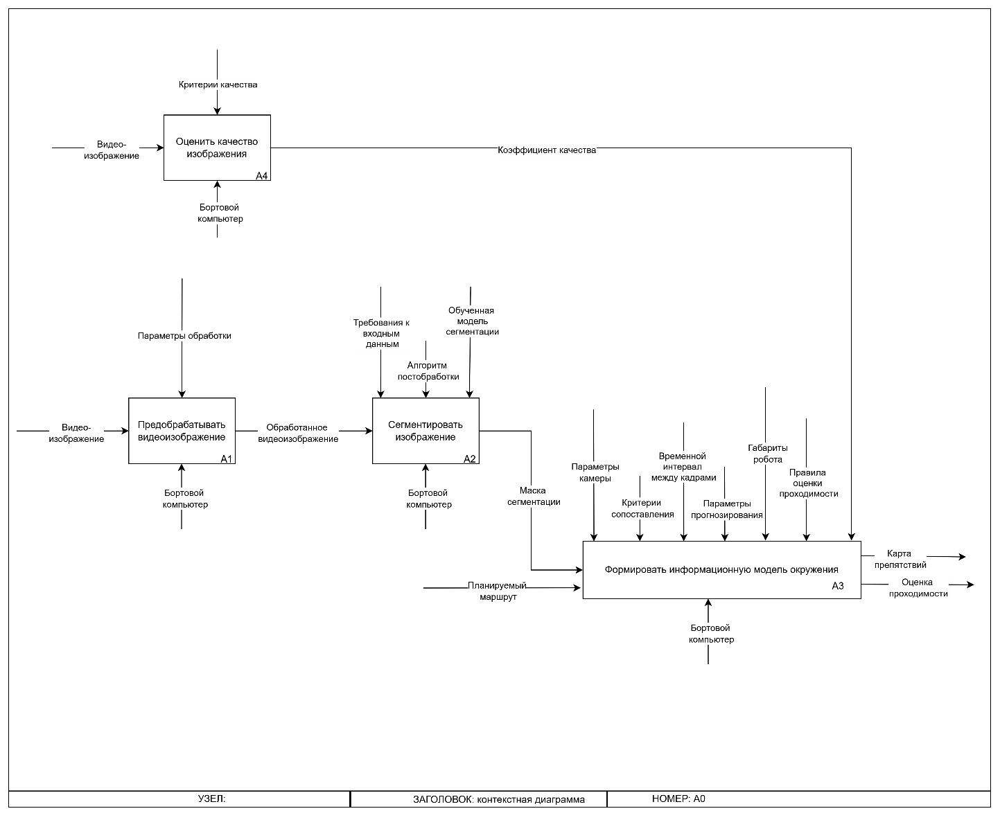 Критерии качества
Оценить качество
изображения
A4
Видео-
изображение
Коэффициент качества
Бортовой
компьютер
Параметры обработки
Требования к
входным
данным
Обученная
модель
сегментации
Алгоритм
постобработки
Видео-
изображение
Предобрабатывать
видеоизображение
A1
Обработанное
видеоизображение
Сегментировать
изображение
A2
Бортовой
компьютер
Бортовой
компьютер
Маска
сегментации
Параметры
камеры
Критерии
сопоставления
Временной
интервал
между кадрами
Параметры
прогнозирования
Габариты
робота
Правила
оценки
проходимости
Планируемый
маршрут
Формировать информационную модель окружения
A3
Карта
препятствий
Оценка
проходимости
Бортовой
компьютер
УЗЕЛ:
ЗАГОЛОВОК: контекстная диаграмма
НОМЕР: A0